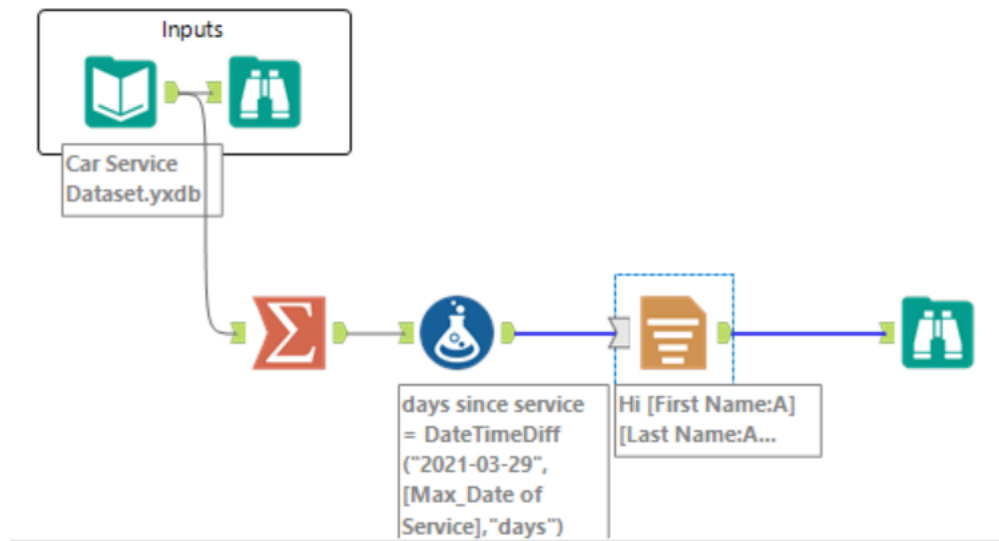 Inputs
Car Service
Dataset.yxdb
days since service
= DateTimeDiff
("2021-03-29",
[Max_Date of
Service],"days")
Hi [First Name:A]
[Last Name:A...